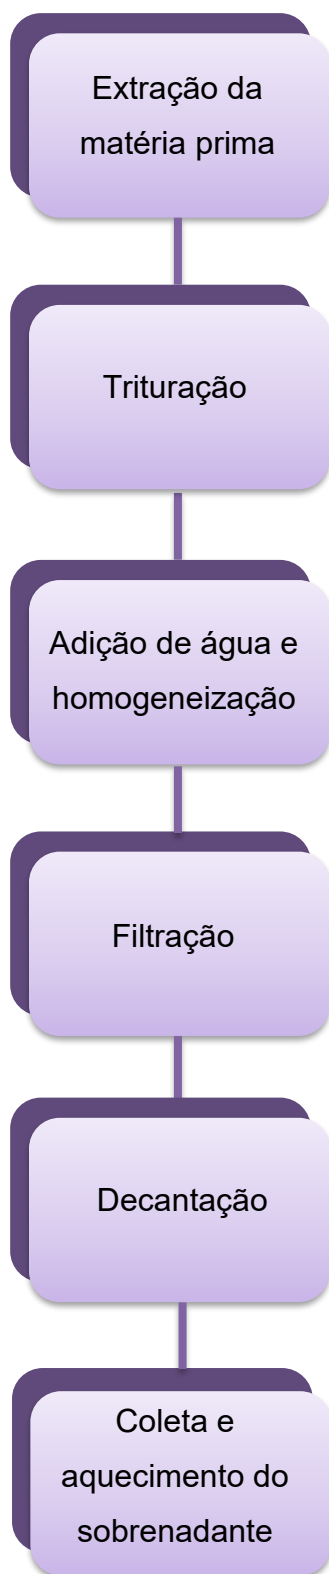 Extração da
matéria prima
Trituração
Adição de água e
homogeneização
Filtração
Decantação
Coleta e
aquecimento do
sobrenadante